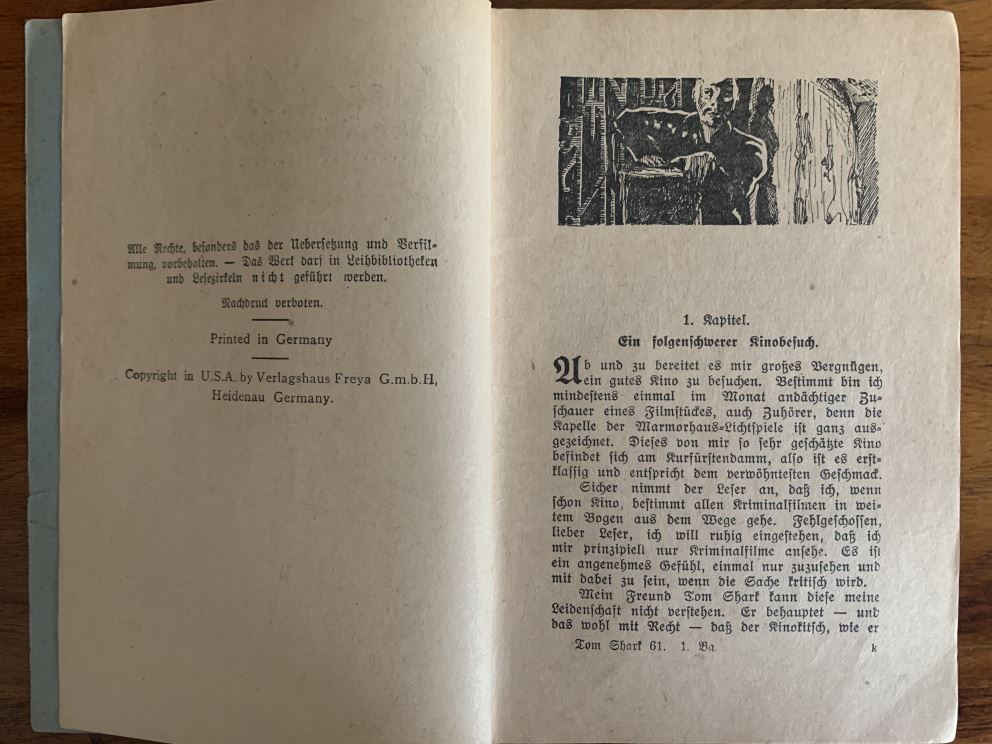 Alle Rechte, besonders das der Uebersetzung und Verfil-
mung, vorbehalten. — Das Werk darf in Leihbibliotheken
und Lesezirkeln nicht geführt werden.
Nachdruck verboten.
Printed in Germany
Copyright in U.S.A. by Verlagshaus Freya G.m.b.H,
Heidenau Germany.
1. Kapitel.
Ein folgenschwerer Kinobesuch.
Ab und zu bereitet es mir großes Vergnügen,
ein gutes Kino zu besuchen. Bestimmt bin ich
mindestens einmal im Monat andächtiger Zu-
schauer eines Filmstückes, auch Zuhörer, denn die
Kapelle der Marmorhaus-Lichtspiele ist ganz aus-
gezeichnet. Dieses von mir so sehr geschätzte Kino
befindet sich am Kurfürstendamm, also ist es erst-
klassig und entspricht dem verwöhntesten Geschmack.
Sicher nimmt der Leser an, daß ich, wenn
schon Kino, bestimmt allen Kriminalfilmen in wei-
tem Bogen aus dem Wege gehe. Fehlgeschossen,
lieber Leser, ich will ruhig eingestehen, daß ich
mir prinzipiell nur Kriminalfilme ansehe. Es ist
ein angenehmes Gefühl, einmal nur zuzusehen und
mit dabei zu sein, wenn die Sache kritisch wird.
Mein Freund Tom Shark kann diese meine
Leidenschaft nicht verstehen. Er behauptet — und
das wohl mit Recht — daß der Kinokitsch, wie er
Tom Shark 61. 1. Ba. k